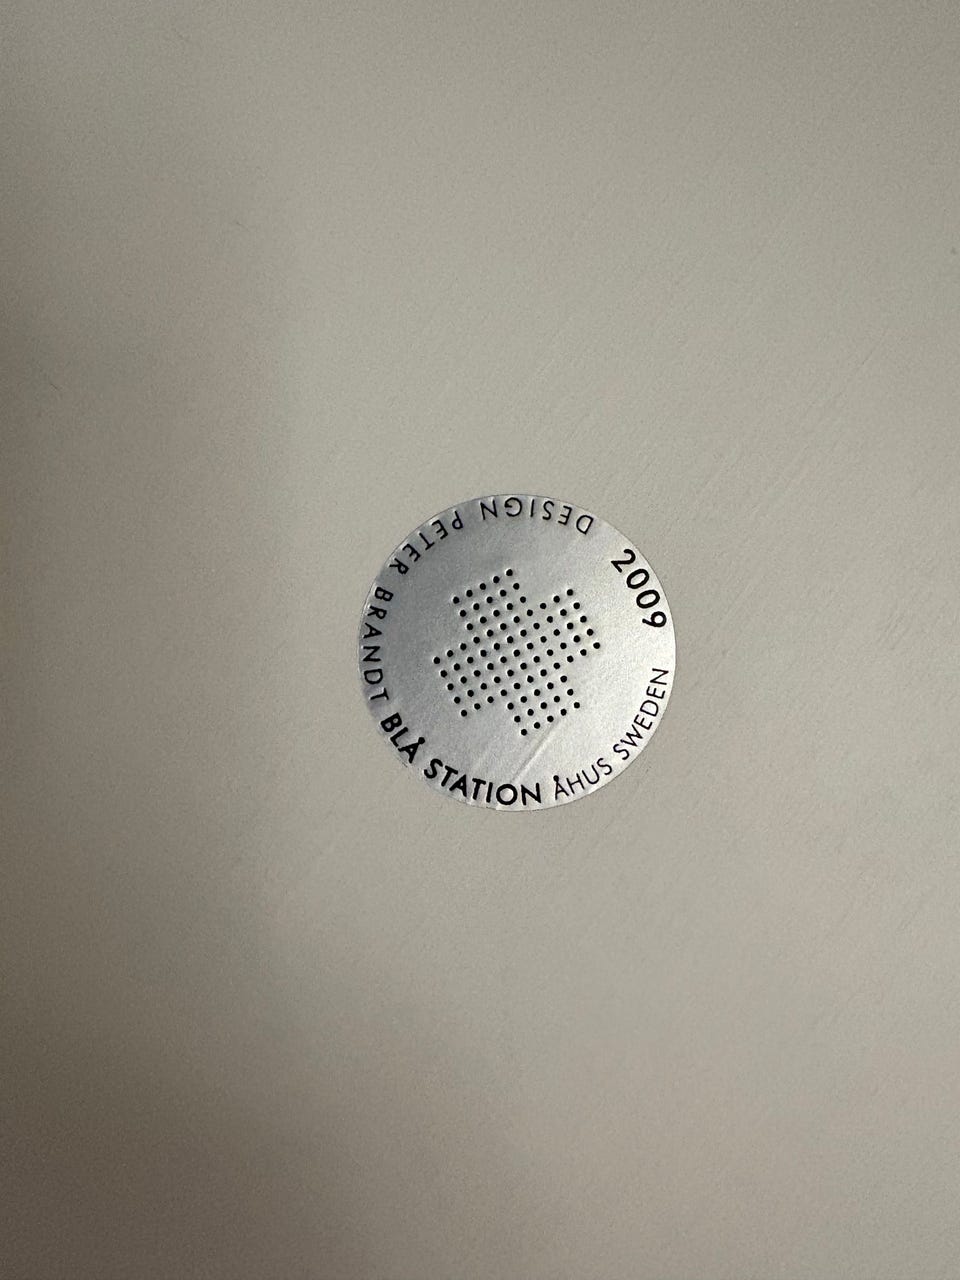 DESIGN PETER BRANDT BLÅ STATION ÅHUS SWEDEN
2009